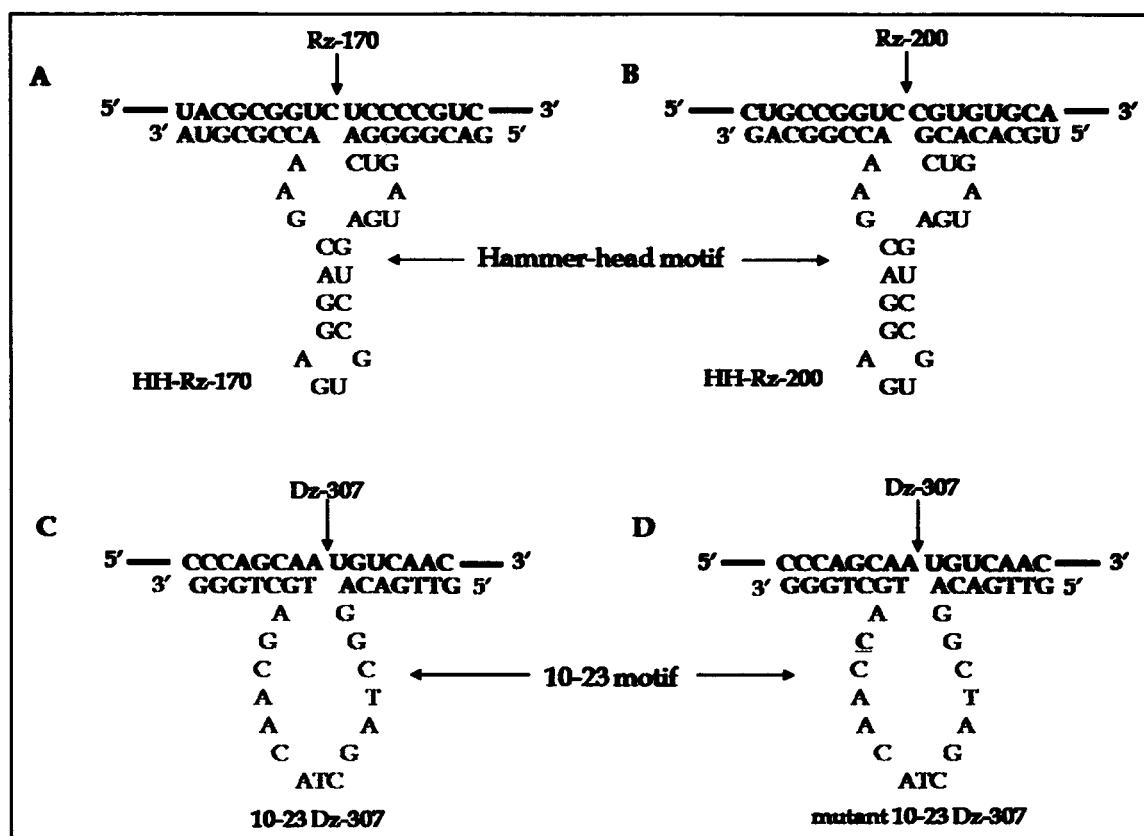 Rz-170
Rz-200
A
B
5′ UACGCGGUC UCCCCGUC 3′
3′ AUGCGCCA AGGGGCAG 5′
A CUG
A A
G AGU
CG
AU
GC
GC
A G
GU
HH-Rz-170
5′ CUGCCGGUC CGUGUGCA 3′
3′ GACGGCCA GCACACGU 5′
A CUG
A A
G AGU
CG
AU
GC
GC
A G
GU
HH-Rz-200
Hammer-head motif
Dz-307
Dz-307
C
D
5′ CCCAGCAA UGUCAAC 3′
3′ GGGTCGT ACAGTTG 5′
A G
G G
C C
A T
A A
C G
ATC
10-23 Dz-307
5′ CCCAGCAA UGUCAAC 3′
3′ GGGTCGT ACAGTTG 5′
A G
C G
C C
A T
A A
C G
ATC
mutant 10-23 Dz-307
10-23 motif